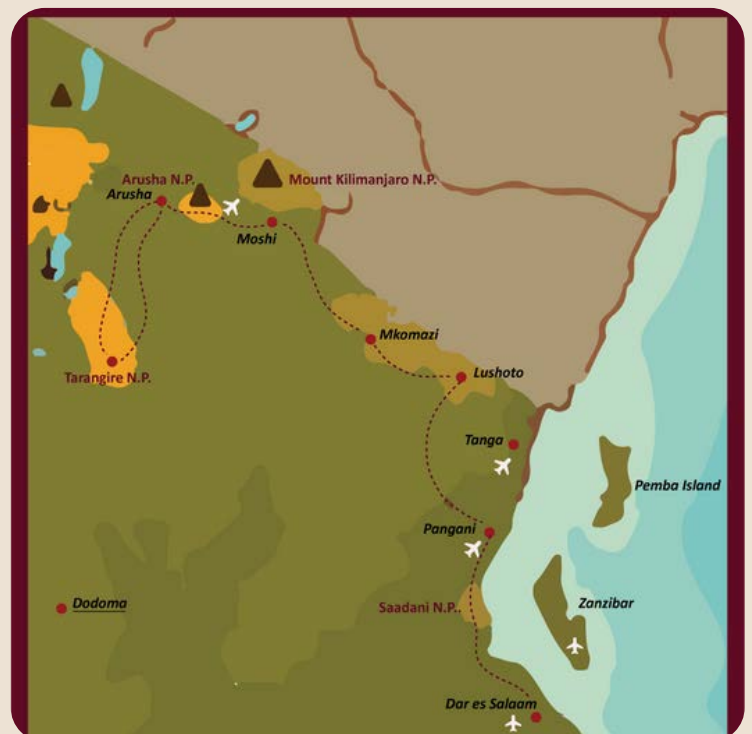 Arusha N.P.
Mount Kilimanjaro N.P.
Arusha
Moshi
Mkomazi
Lushoto
Tarangire N.P.
Tanga
Pemba Island
Pangani
Dodoma
Saadani N.P..
Zanzibar
Dar es Salaam